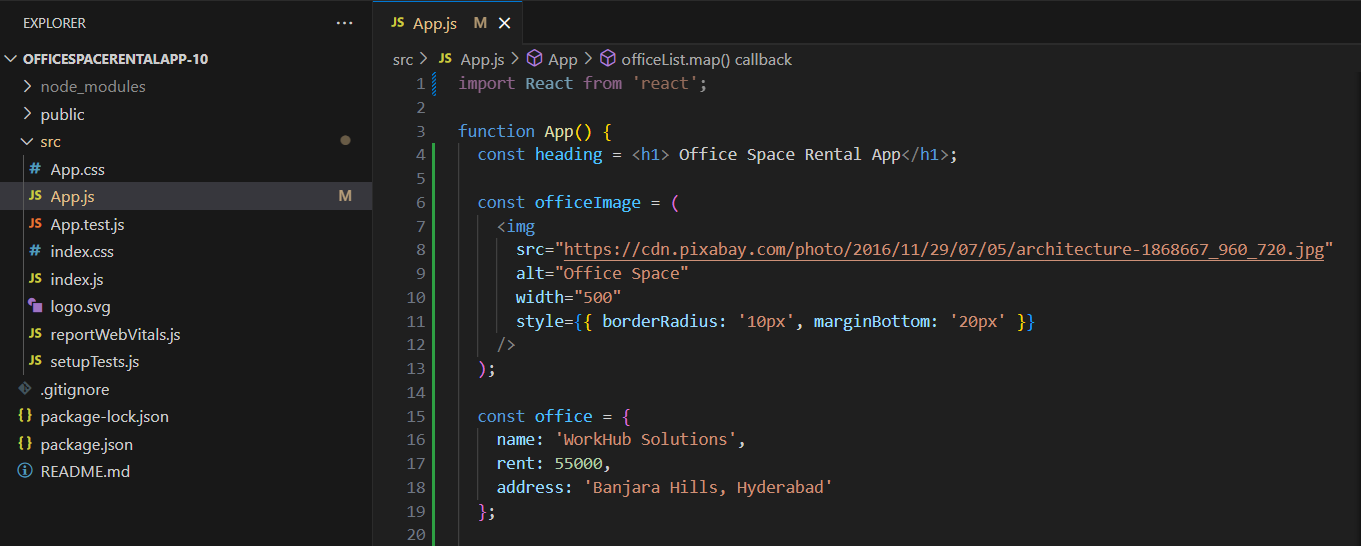 EXPLORER
OFFICESPACERENTALAPP-10
node_modules
public
src
# App.css
JS App.js M
JS App.test.js
# index.css
JS index.js
logo.svg
JS reportWebVitals.js
JS setupTests.js
.gitignore
{} package-lock.json
{} package.json
README.md
JS App.js M
src > JS App.js > App > officeList.map() callback
1 import React from 'react';
2
3 function App() {
4 const heading = <h1> Office Space Rental App</h1>;
5
6 const officeImage = (
7 <img
8 src="https://cdn.pixabay.com/photo/2016/11/29/07/05/architecture-1868667_960_720.jpg"
9 alt="Office Space"
10 width="500"
11 style={{ borderRadius: '10px', marginBottom: '20px' }}
12 />
13 );
14
15 const office = {
16 name: 'WorkHub Solutions',
17 rent: 55000,
18 address: 'Banjara Hills, Hyderabad'
19 };
20